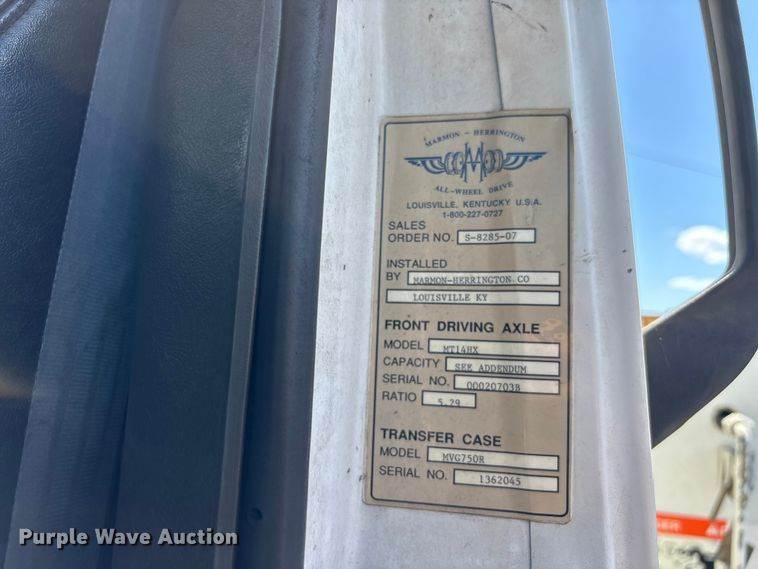 MARMON - HERRINGTON
ALL-WHEEL DRIVE
LOUISVILLE, KENTUCKY U.S.A.
1-800-227-0727
SALES
ORDER NO. S-8285-07
INSTALLED
BY MARMON-HERRINGTON CO
LOUISVILLE KY
FRONT DRIVING AXLE
MODEL MT14HX
CAPACITY SEE ADDENDUM
SERIAL NO. 00020703B
RATIO 5.29
TRANSFER CASE
MODEL MVG750R
SERIAL NO. 1362045
Purple Wave Auction